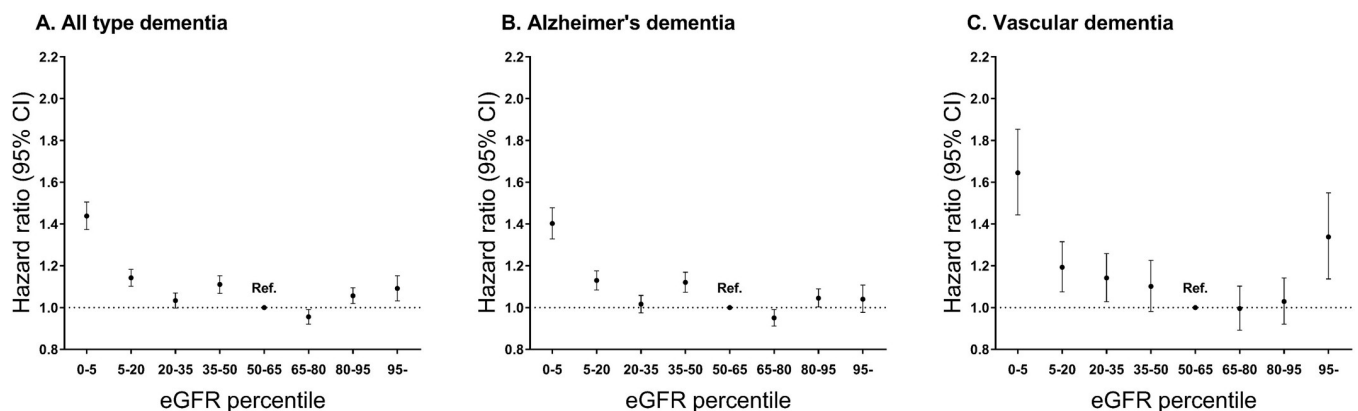 A. All type dementia
Hazard ratio (95% CI)
2.2
2.0
1.8
1.6
1.4
1.2
1.0
0.8
Ref.
0-5 5-20 20-35 35-50 50-65 65-80 80-95 95-
eGFR percentile
B. Alzheimer's dementia
Hazard ratio (95% CI)
2.2
2.0
1.8
1.6
1.4
1.2
1.0
0.8
Ref.
0-5 5-20 20-35 35-50 50-65 65-80 80-95 95-
eGFR percentile
C. Vascular dementia
Hazard ratio (95% CI)
2.2
2.0
1.8
1.6
1.4
1.2
1.0
0.8
Ref.
0-5 5-20 20-35 35-50 50-65 65-80 80-95 95-
eGFR percentile